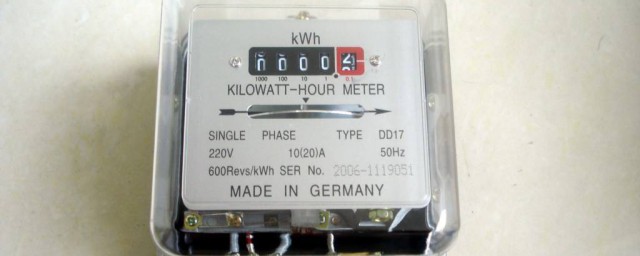 kWh
0000
1000 100 10 1 0.1
KILOWATT-HOUR METER
SINGLE PHASE TYPE DD17
220V 10(20)A 50Hz
600Revs/kWh SER No. 2006-1119051
MADE IN GERMANY